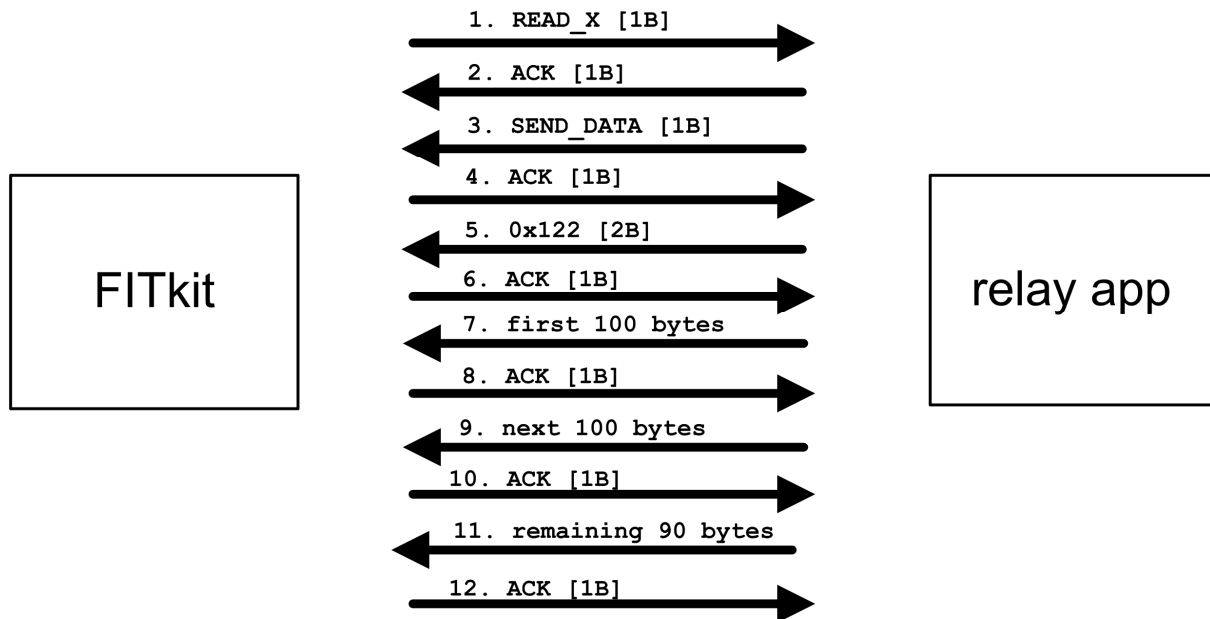 1. READ_X [1B]
2. ACK [1B]
3. SEND_DATA [1B]
4. ACK [1B]
5. 0x122 [2B]
6. ACK [1B]
7. first 100 bytes
8. ACK [1B]
9. next 100 bytes
10. ACK [1B]
11. remaining 90 bytes
12. ACK [1B]
FITkit
relay app